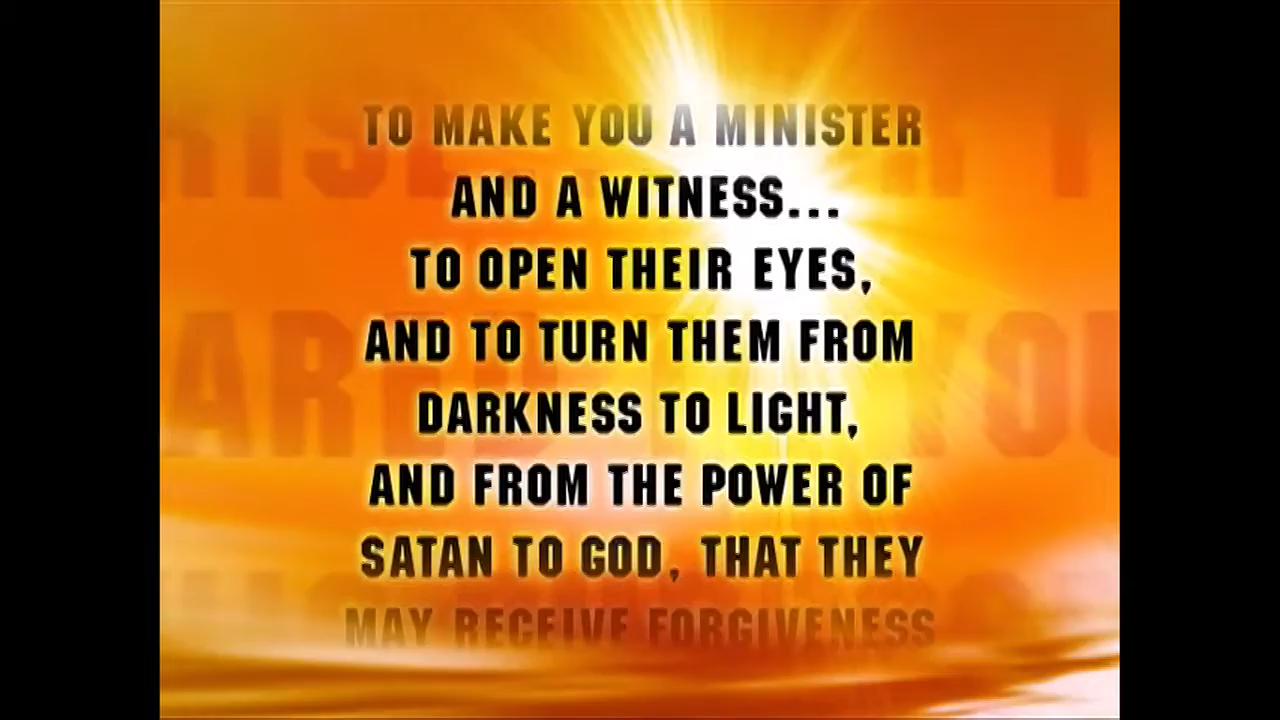 TO MAKE YOU A MINISTER
AND A WITNESS...
TO OPEN THEIR EYES,
AND TO TURN THEM FROM
DARKNESS TO LIGHT,
AND FROM THE POWER OF
SATAN TO GOD, THAT THEY
MAY RECEIVE FORGIVENESS